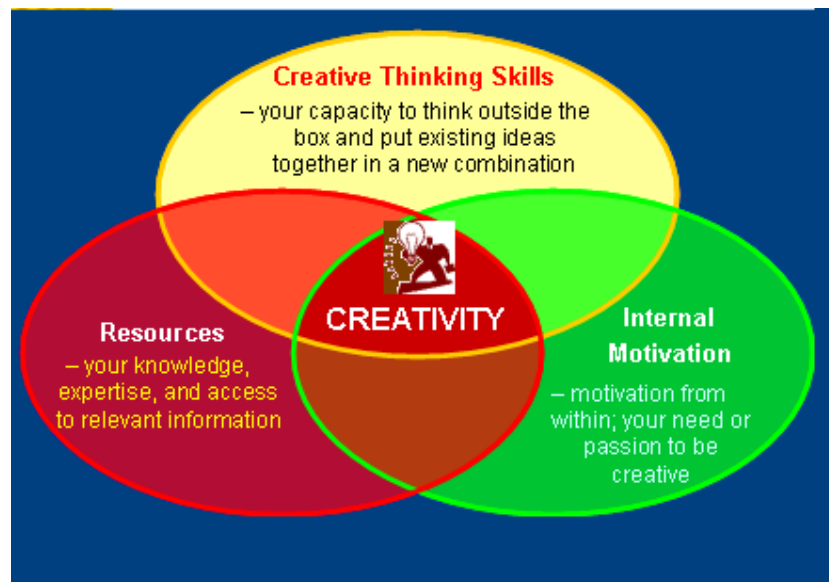 Creative Thinking Skills
– your capacity to think outside the
box and put existing ideas
together in a new combination
CREATIVITY
Resources
– your knowledge,
expertise, and access
to relevant information
Internal
Motivation
– motivation from
within; your need or
passion to be
creative